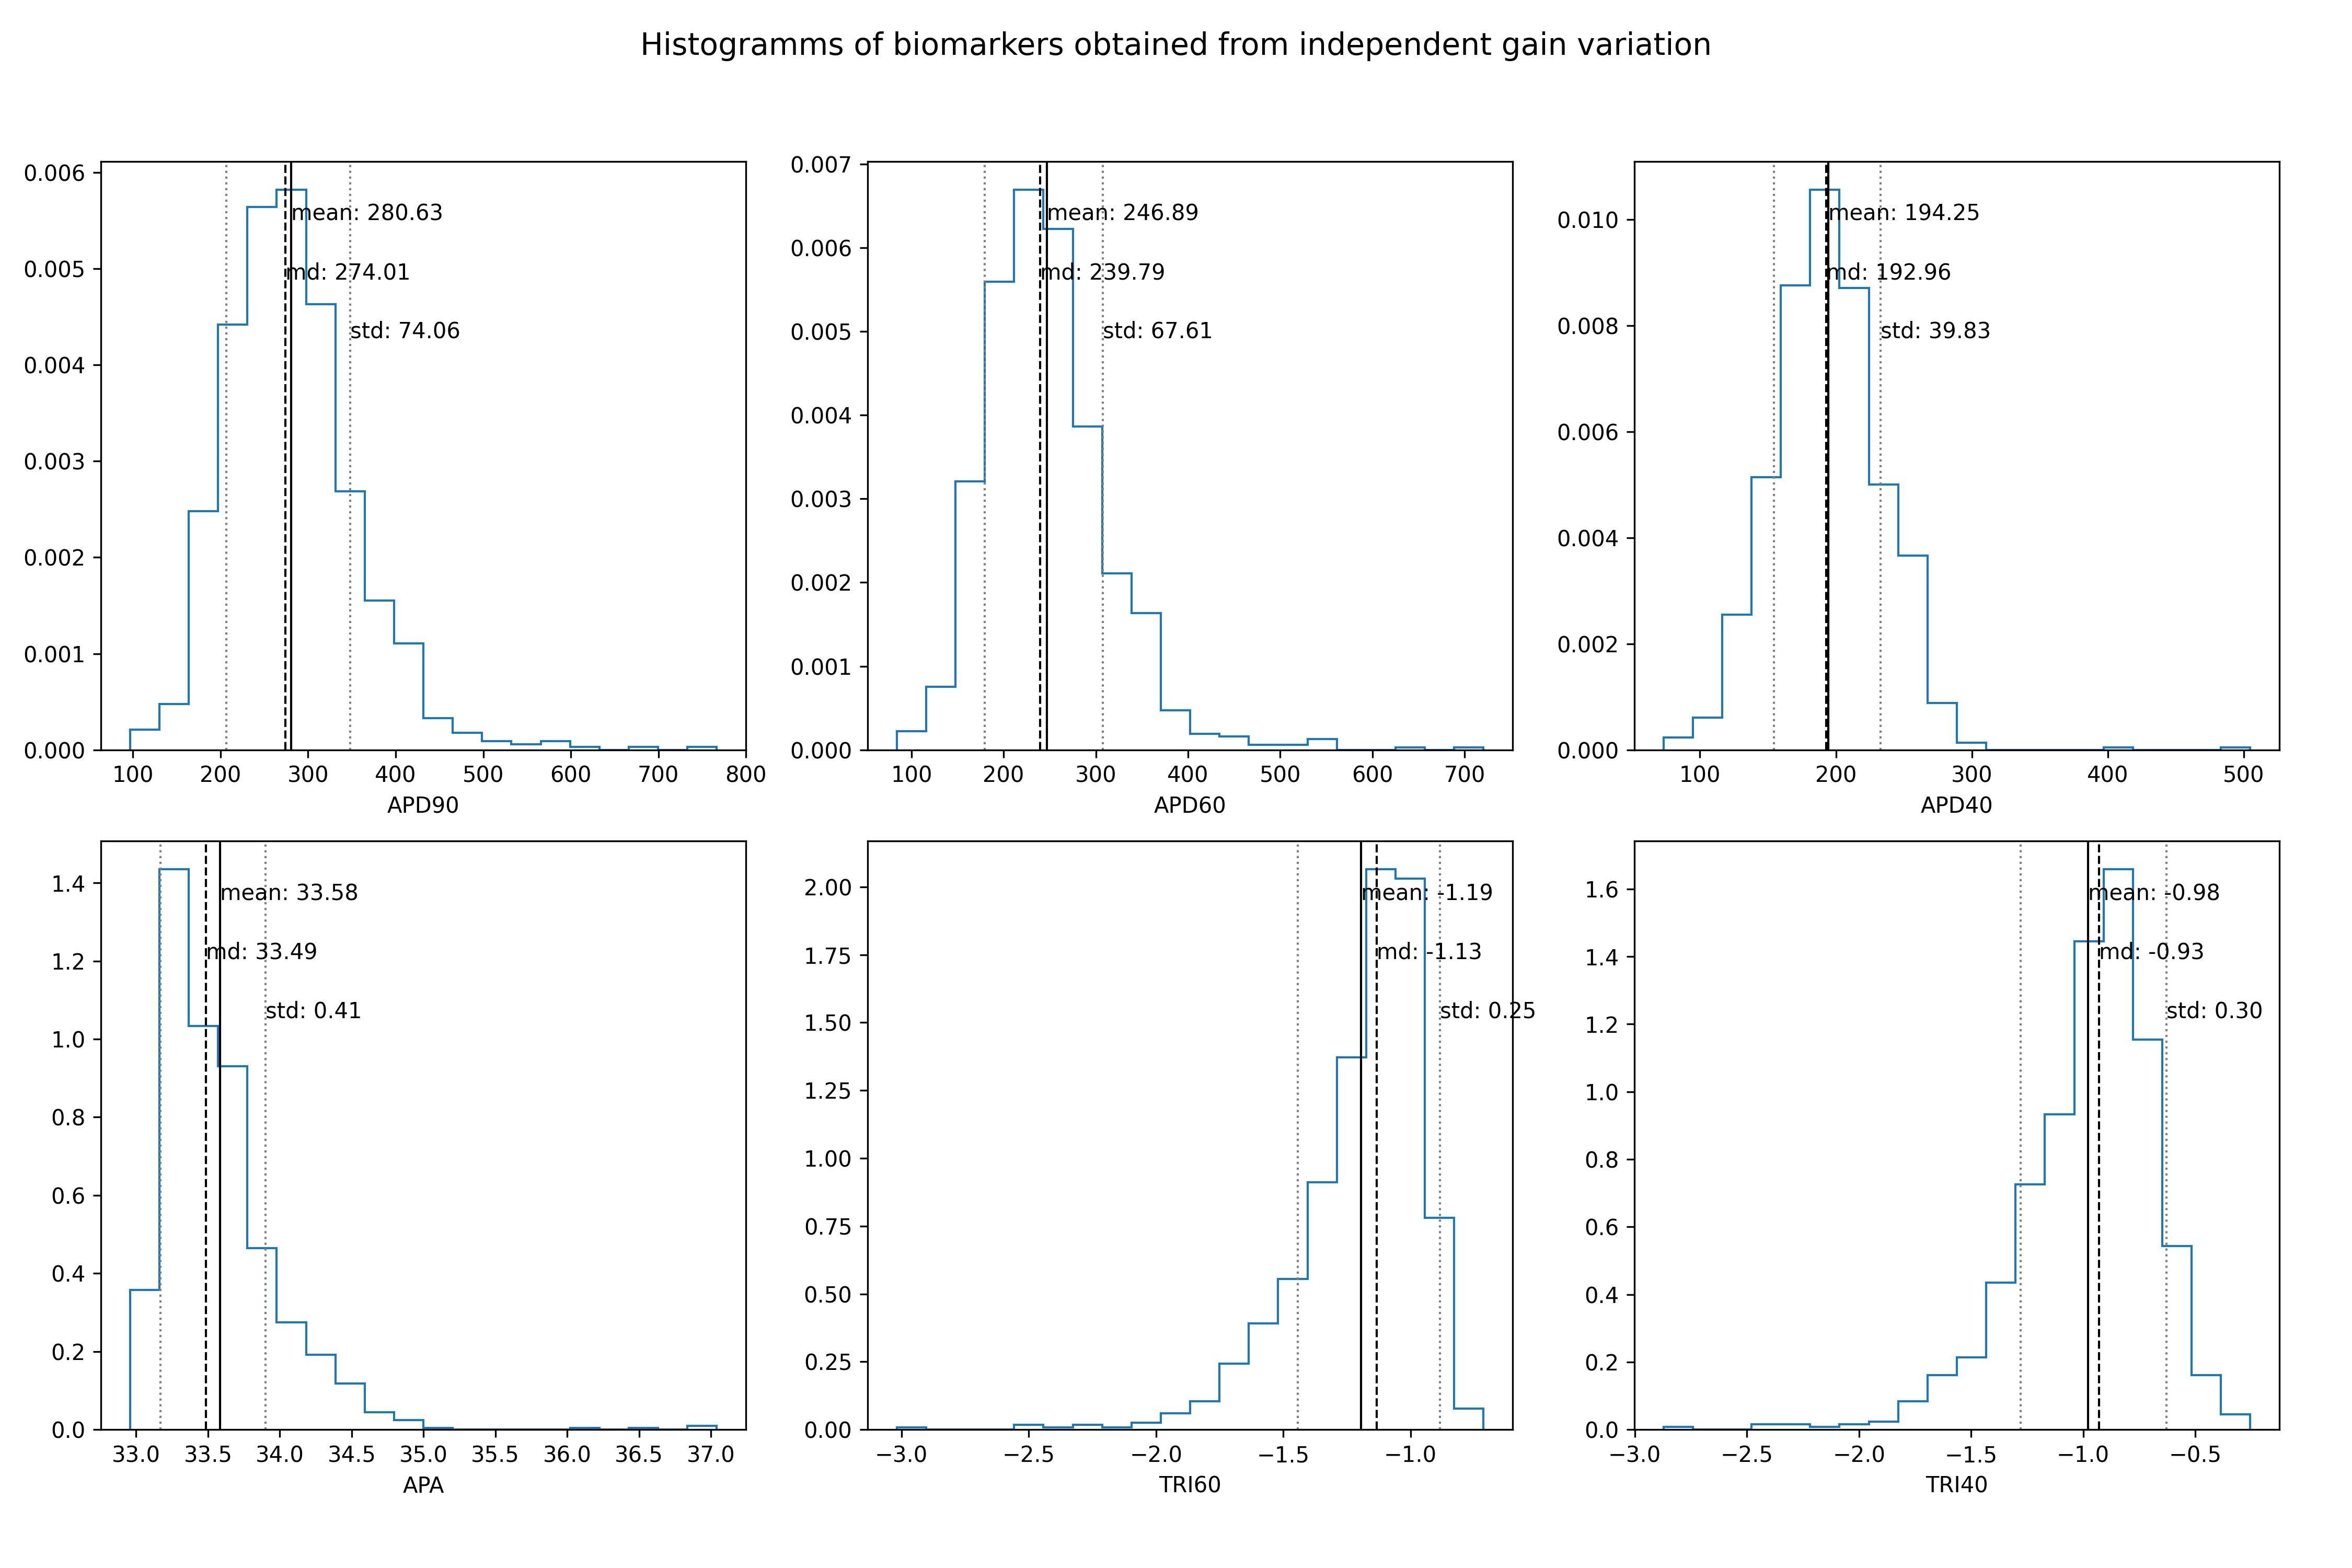 Histogramms of biomarkers obtained from independent gain variation
0.006
0.005
0.004
0.003
0.002
0.001
0.000
mean: 280.63
md: 274.01
std: 74.06
100 200 300 400 500 600 700 800
APD90
0.007
0.006
0.005
0.004
0.003
0.002
0.001
0.000
mean: 246.89
md: 239.79
std: 67.61
100 200 300 400 500 600 700
APD60
0.010
0.008
0.006
0.004
0.002
0.000
mean: 194.25
md: 192.96
std: 39.83
100 200 300 400 500
APD40
1.4
1.2
1.0
0.8
0.6
0.4
0.2
0.0
mean: 33.58
md: 33.49
std: 0.41
33.0 33.5 34.0 34.5 35.0 35.5 36.0 36.5 37.0
APA
2.00
1.75
1.50
1.25
1.00
0.75
0.50
0.25
0.00
mean: -1.19
md: -1.13
std: 0.25
−3.0 −2.5 −2.0 −1.5 −1.0
TRI60
1.6
1.4
1.2
1.0
0.8
0.6
0.4
0.2
0.0
mean: -0.98
md: -0.93
std: 0.30
−3.0 −2.5 −2.0 −1.5 −1.0 −0.5
TRI40